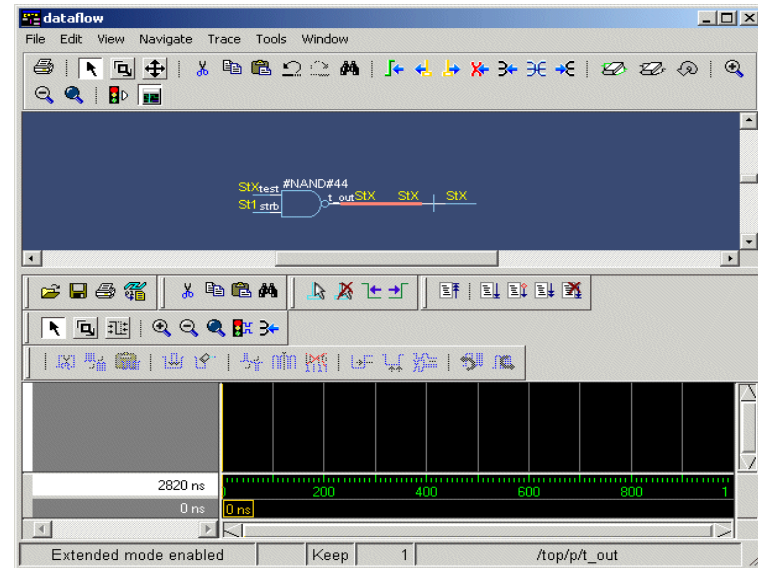 dataflow
File Edit View Navigate Trace Tools Window
#NAND#44
StX test t_out StX StX StX
St1 strb
2820 ns
200 400 600 800 1
0 ns 0 ns
Extended mode enabled Keep 1 /top/p/t_out